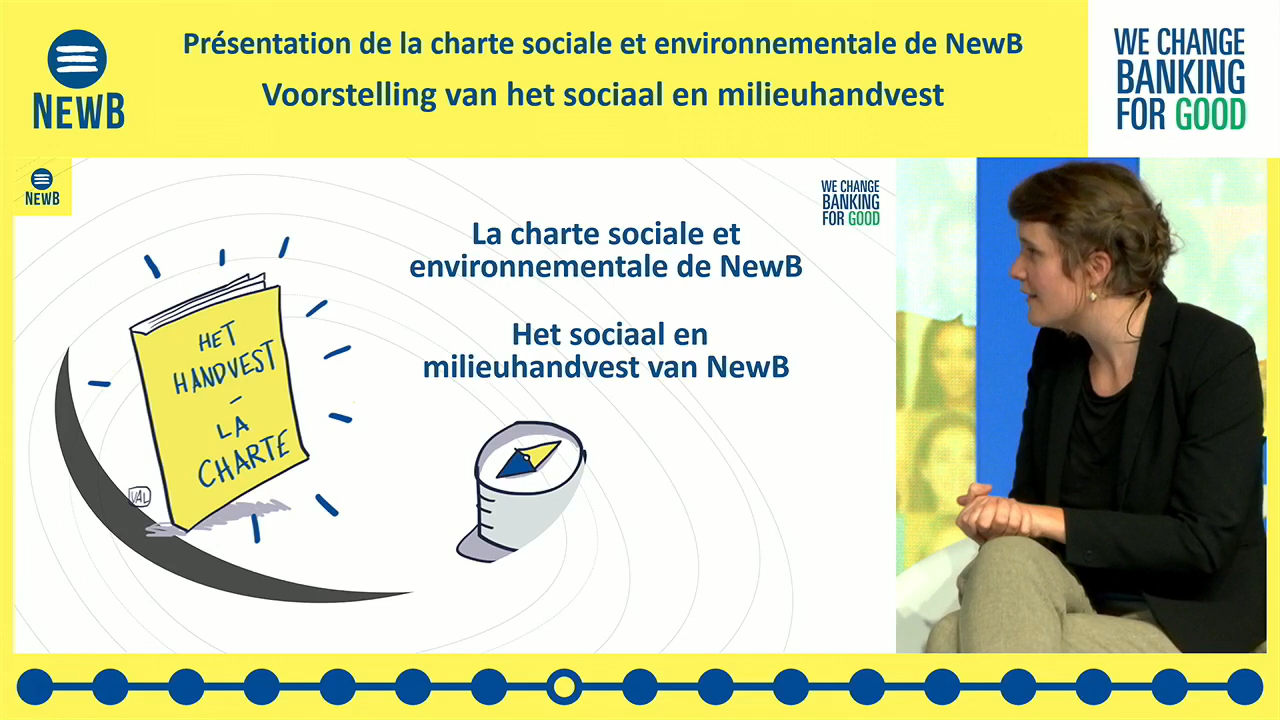 NEWB
Présentation de la charte sociale et environnementale de NewB
Voorstelling van het sociaal en milieuhandvest
WE CHANGE
BANKING
FOR GOOD
NEWB
WE CHANGE
BANKING
FOR GOOD
La charte sociale et
environnementale de NewB
Het sociaal en
milieuhandvest van NewB
HET
HANDVEST
-
LA
CHARTE
VAL